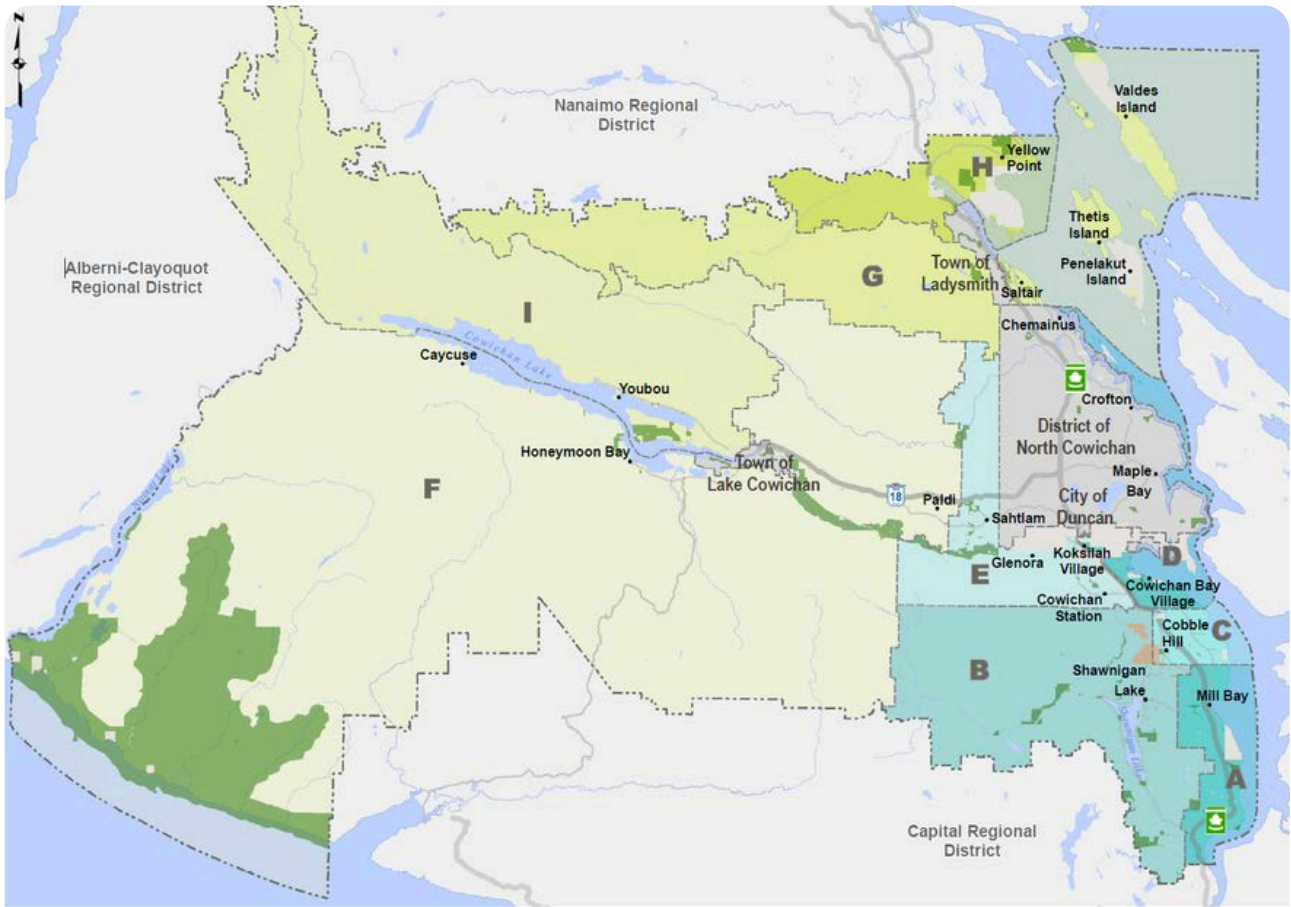 N
Nanaimo Regional
District
Valdes
Island
Yellow
Point
H
Thetis
Island
Penelakut
Island
Alberni-Clayoquot
Regional District
G
Town of
Ladysmith
Saltair
I
Chemainus
Cowichan Lake
Caycuse
Youbou
Crofton
District of
North Cowichan
Honeymoon Bay
Town of
Lake Cowichan
Maple
Bay
F
18
Paldi
City of
Duncan
Sahtlam
Glenora
Koksilah
Village
D
E
Cowichan Bay
Village
Cowichan
Station
Cobble
Hill
C
B
Shawnigan
Lake
Mill Bay
Shawnigan Lake
A
Capital Regional
District